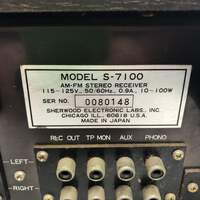 MODEL S-7100
AM-FM STEREO RECEIVER
115-125V, 50/60Hz, 0.9A, 10-100W
SER NO. 0080148
SHERWOOD ELECTRONIC LABS, INC.
CHICAGO ILL. 60618 U.S.A.
MADE IN JAPAN
REC OUT TP MON AUX PHONO
LEFT
RIGHT